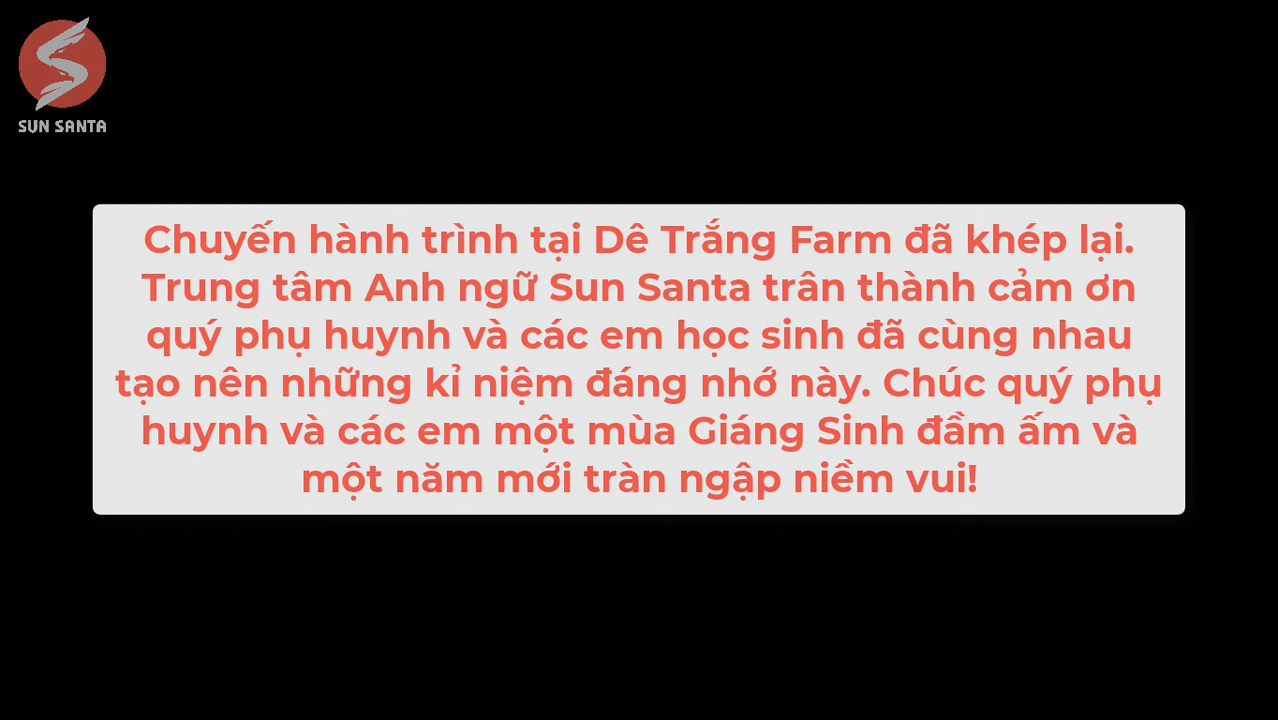 SUN SANTA
Chuyến hành trình tại Dê Trắng Farm đã khép lại.
Trung tâm Anh ngữ Sun Santa trân thành cảm ơn
quý phụ huynh và các em học sinh đã cùng nhau
tạo nên những kỉ niệm đáng nhớ này. Chúc quý phụ
huynh và các em một mùa Giáng Sinh đầm ấm và
một năm mới tràn ngập niềm vui!